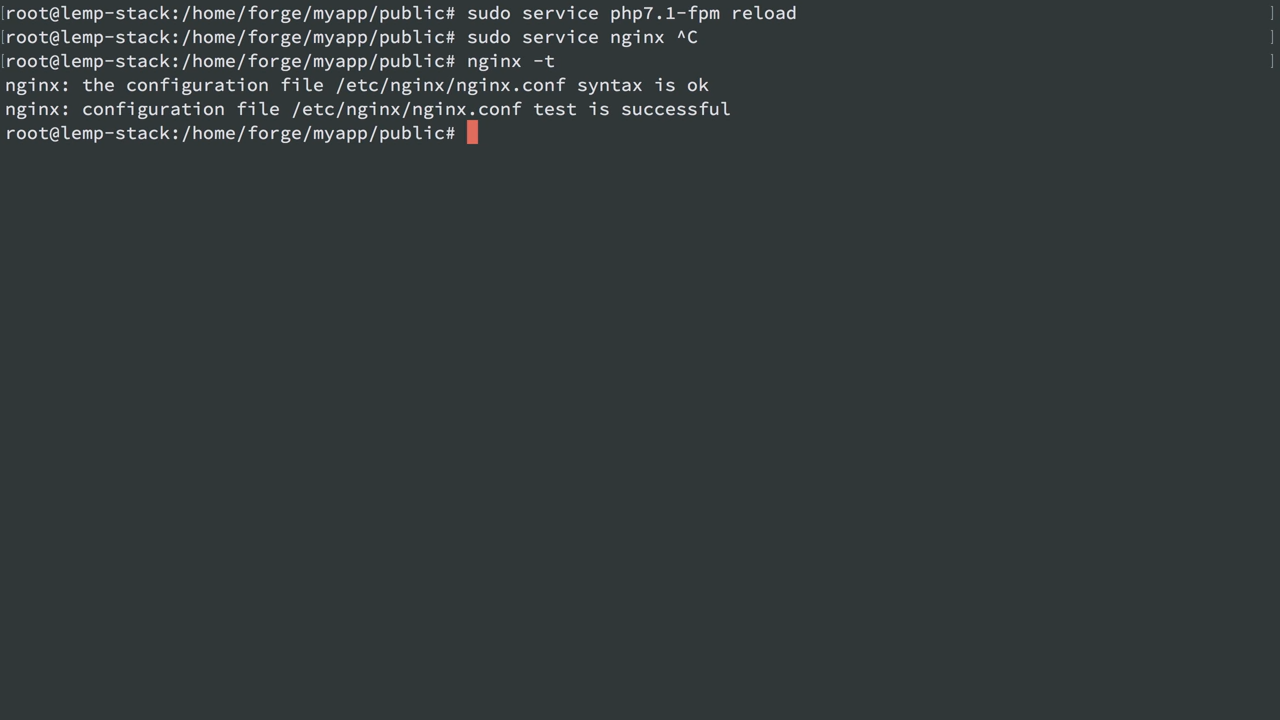 [root@lemp-stack:/home/forge/myapp/public# sudo service php7.1-fpm reload ]
[root@lemp-stack:/home/forge/myapp/public# sudo service nginx ^C ]
[root@lemp-stack:/home/forge/myapp/public# nginx -t ]
nginx: the configuration file /etc/nginx/nginx.conf syntax is ok
nginx: configuration file /etc/nginx/nginx.conf test is successful
root@lemp-stack:/home/forge/myapp/public#